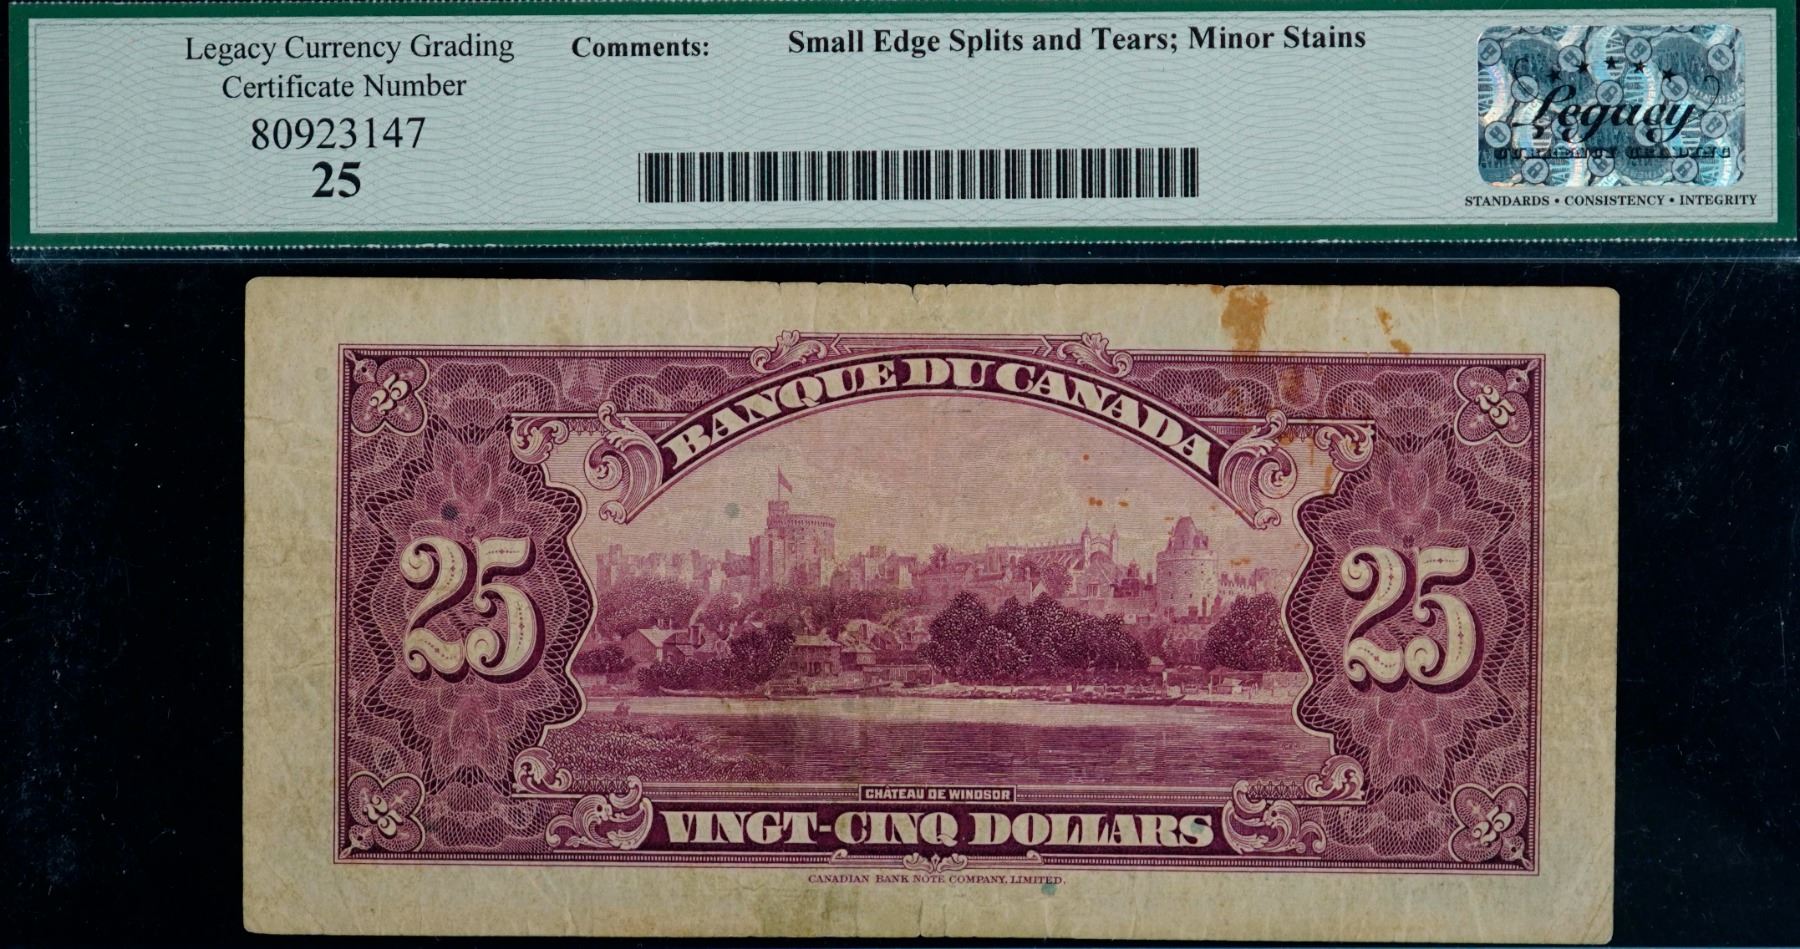 Legacy Currency Grading
Certificate Number
80923147
25
Comments: Small Edge Splits and Tears; Minor Stains
Legacy
CURRENCY GRADING
STANDARDS • CONSISTENCY • INTEGRITY
BANQUE DU CANADA
25 25
25 25
CHÂTEAU DE WINDSOR
VINGT-CINQ DOLLARS
25 25
CANADIAN BANK NOTE COMPANY, LIMITED.